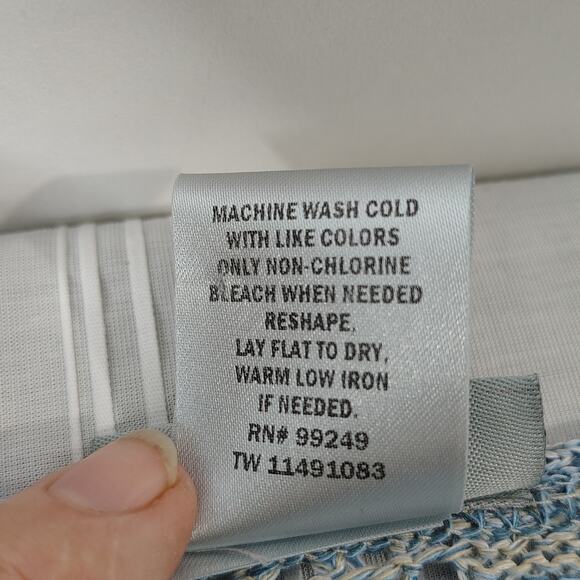 MACHINE WASH COLD
WITH LIKE COLORS
ONLY NON-CHLORINE
BLEACH WHEN NEEDED
RESHAPE.
LAY FLAT TO DRY,
WARM LOW IRON
IF NEEDED.
RN# 99249
TW 11491083